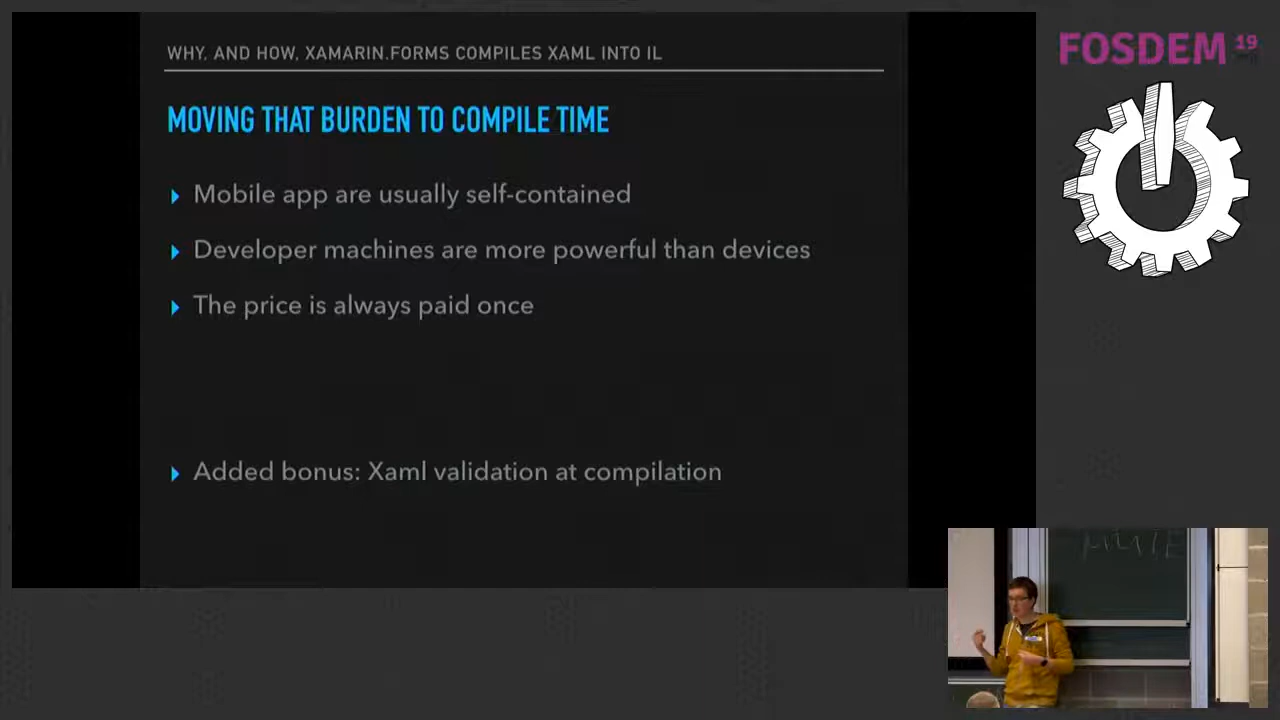 WHY, AND HOW, XAMARIN.FORMS COMPILES XAML INTO IL
MOVING THAT BURDEN TO COMPILE TIME
Mobile app are usually self-contained
Developer machines are more powerful than devices
The price is always paid once
Added bonus: Xaml validation at compilation
FOSDEM 19